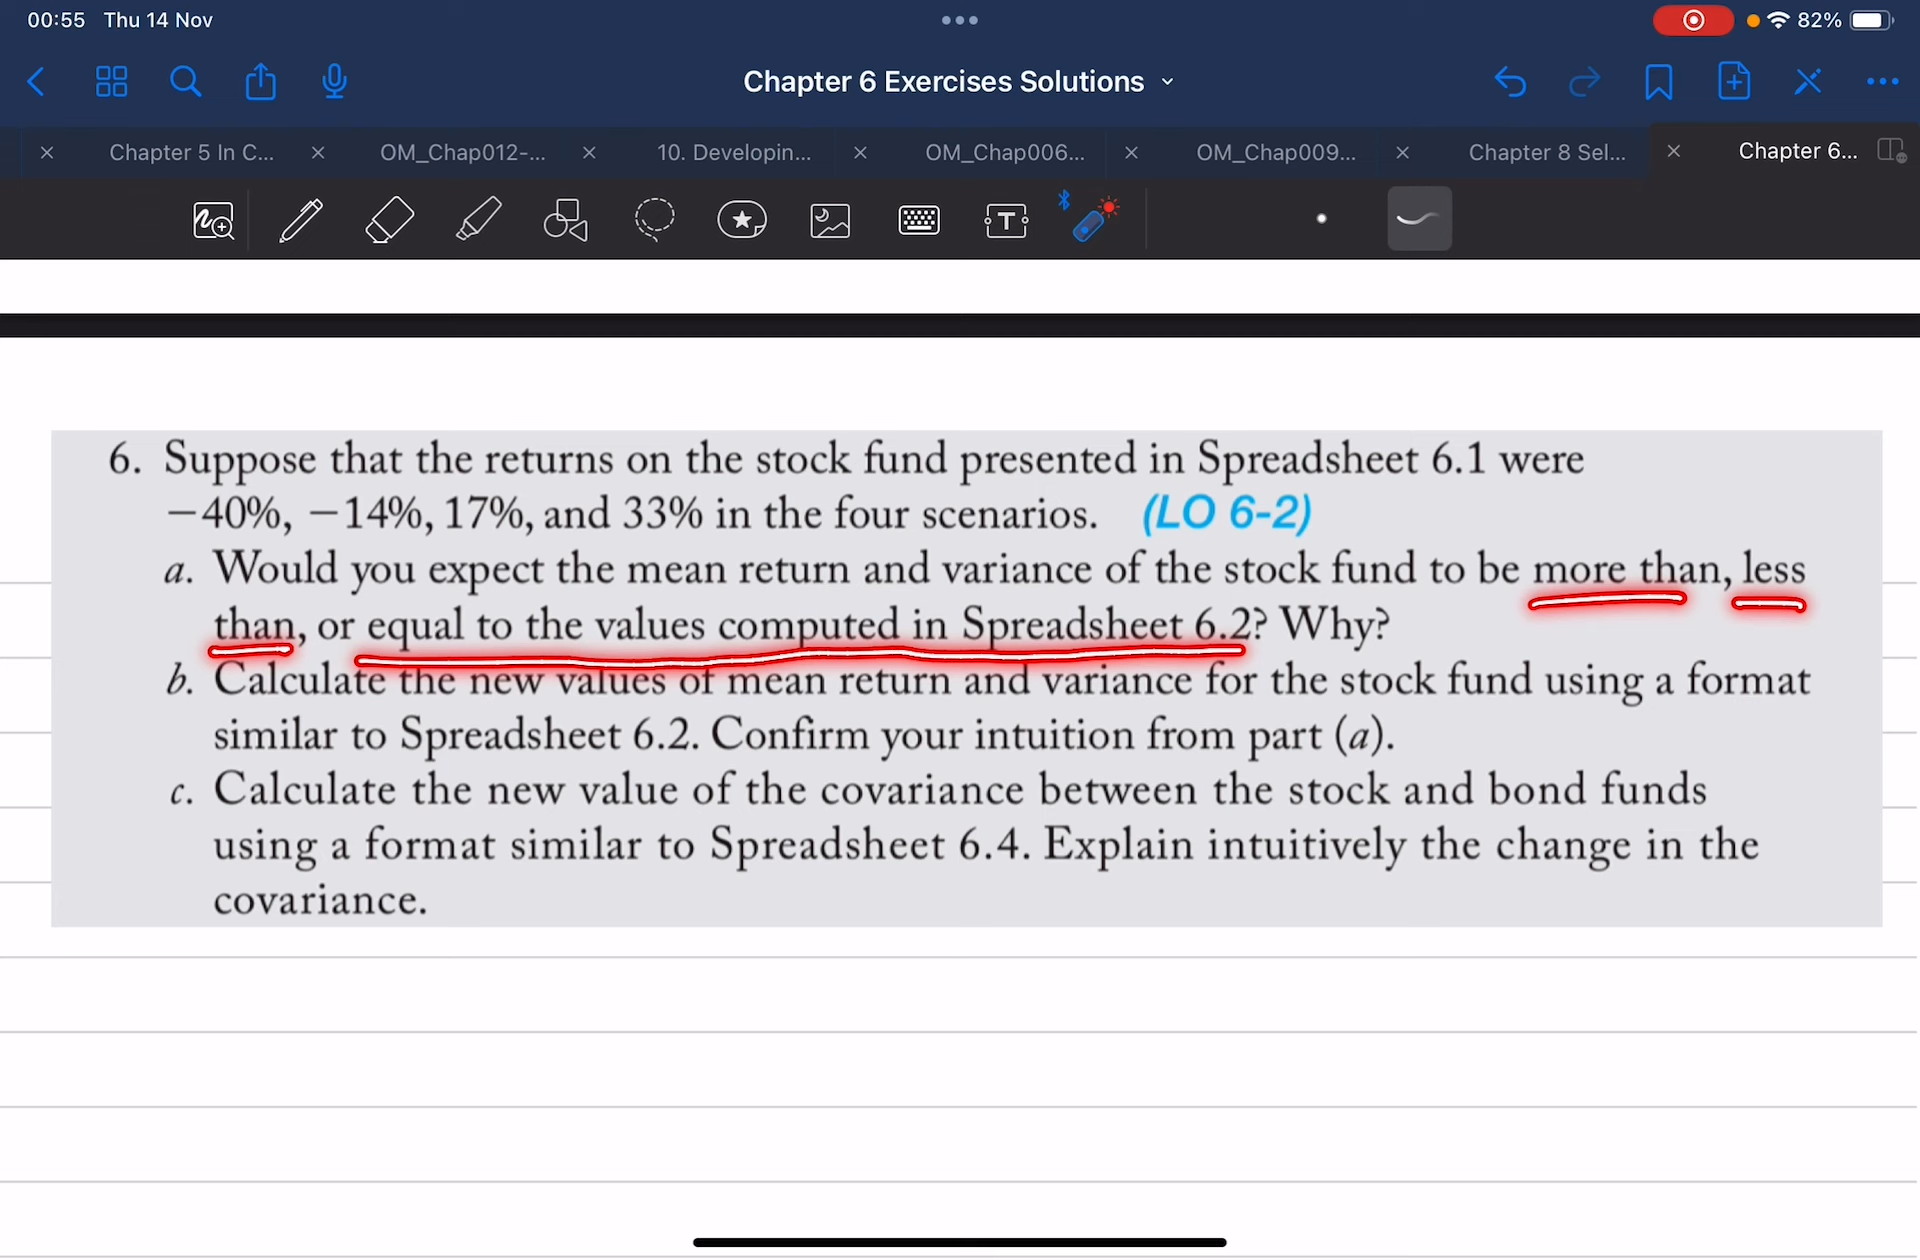 00:55 Thu 14 Nov
82%
Chapter 6 Exercises Solutions
Chapter 5 In C...
OM_Chap012-...
10. Developin...
OM_Chap006...
OM_Chap009...
Chapter 8 Sel...
Chapter 6...
6. Suppose that the returns on the stock fund presented in Spreadsheet 6.1 were
−40%, −14%, 17%, and 33% in the four scenarios. (LO 6-2)
a. Would you expect the mean return and variance of the stock fund to be more than, less
than, or equal to the values computed in Spreadsheet 6.2? Why?
b. Calculate the new values of mean return and variance for the stock fund using a format
similar to Spreadsheet 6.2. Confirm your intuition from part (a).
c. Calculate the new value of the covariance between the stock and bond funds
using a format similar to Spreadsheet 6.4. Explain intuitively the change in the
covariance.